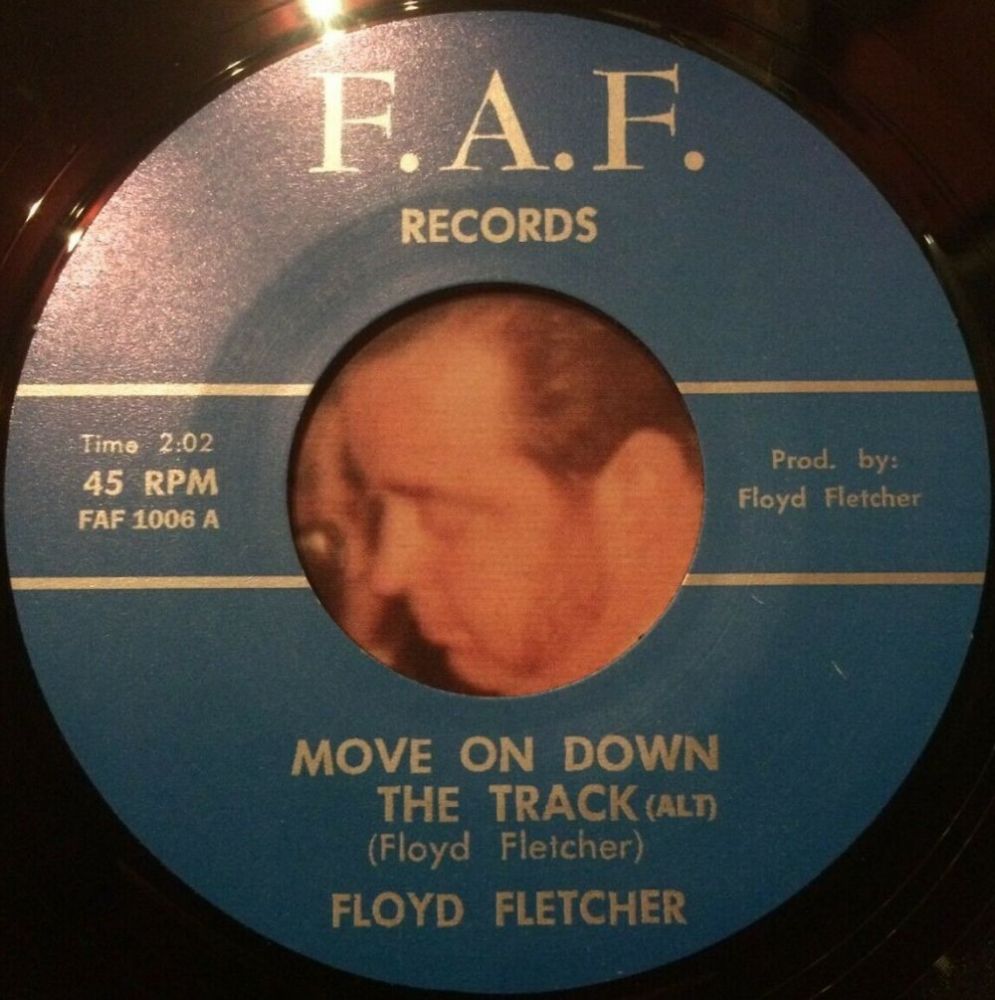 F.A.F.
RECORDS
Time 2:02
45 RPM
FAF 1006 A
Prod. by:
Floyd Fletcher
MOVE ON DOWN
THE TRACK (ALT)
(Floyd Fletcher)
FLOYD FLETCHER